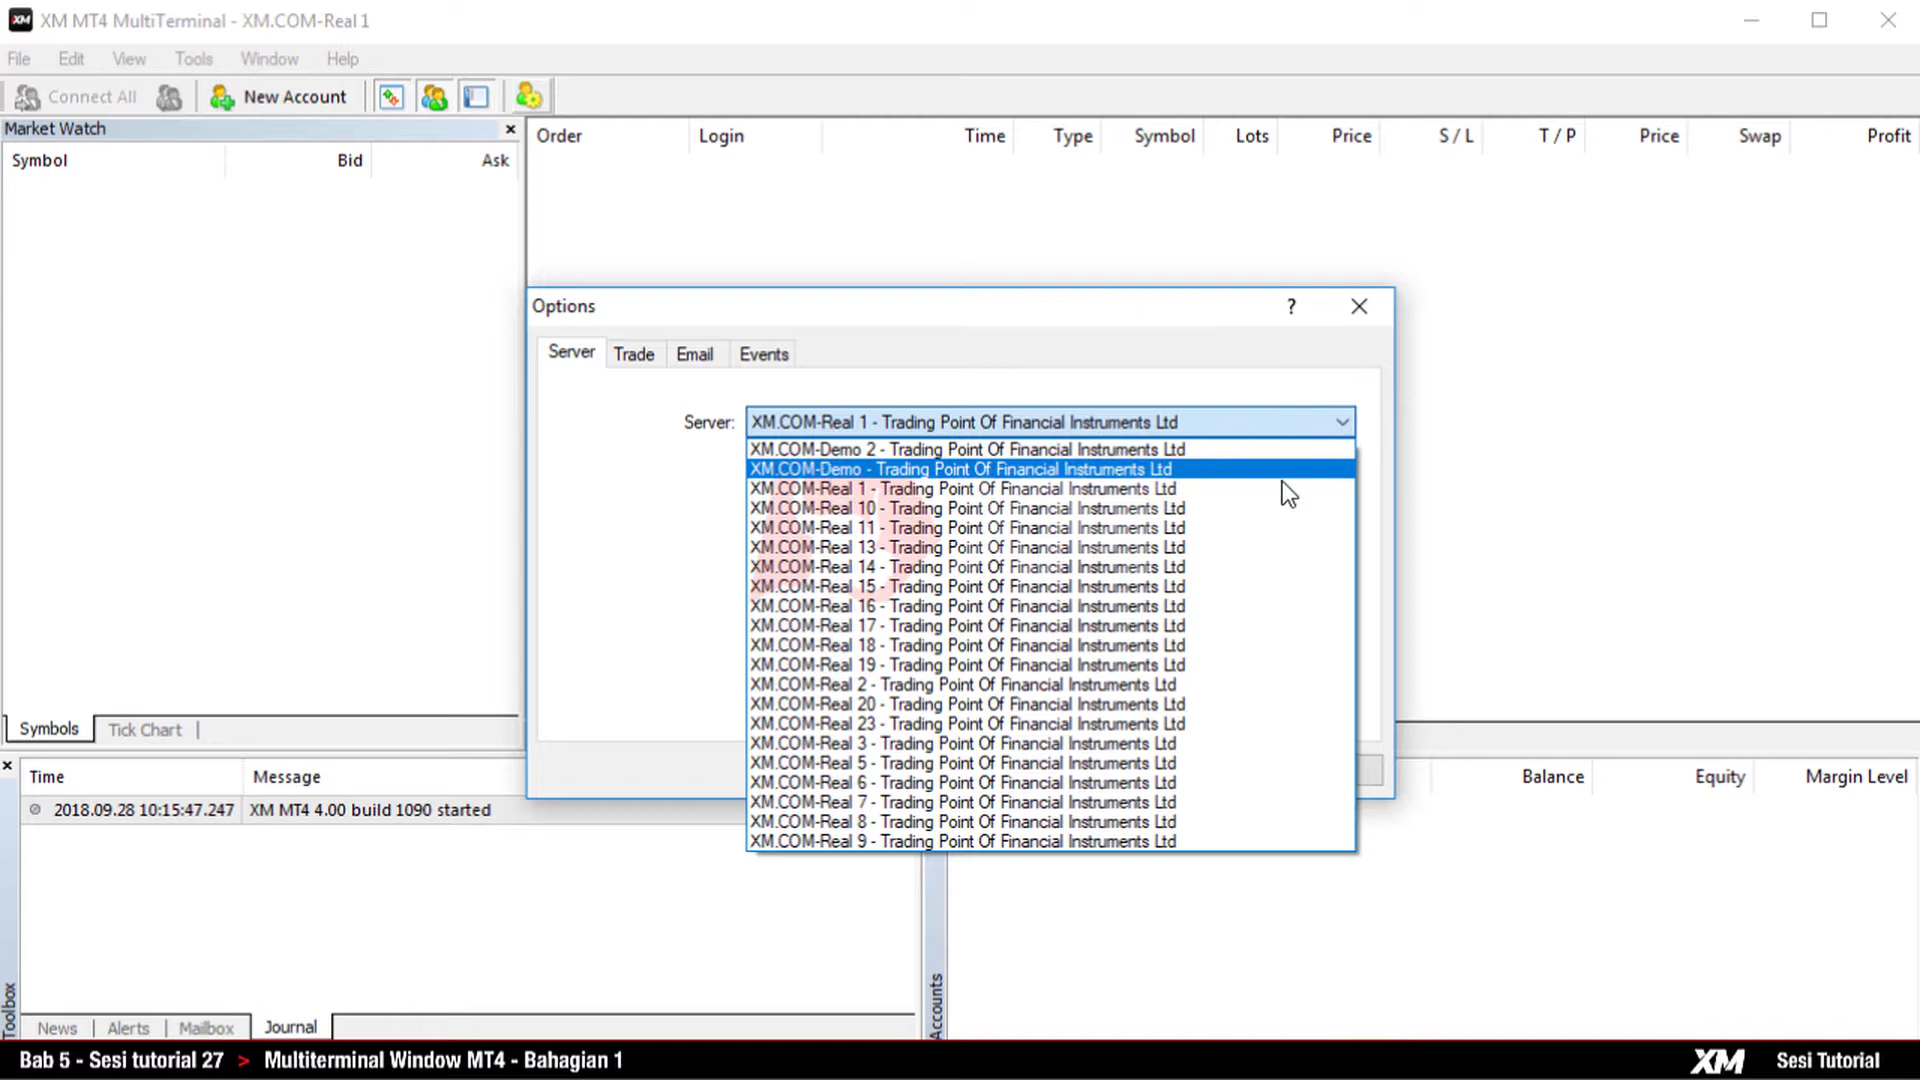 XM XM MT4 MultiTerminal - XM.COM-Real 1
File Edit View Tools Window Help
Connect All New Account
Market Watch
Symbol Bid Ask
Order Login Time Type Symbol Lots Price S / L T / P Price Swap Profit
Options ?
Server Trade Email Events
Server: XM.COM-Real 1 - Trading Point Of Financial Instruments Ltd
XM.COM-Demo 2 - Trading Point Of Financial Instruments Ltd
XM.COM-Demo - Trading Point Of Financial Instruments Ltd
XM.COM-Real 1 - Trading Point Of Financial Instruments Ltd
XM.COM-Real 10 - Trading Point Of Financial Instruments Ltd
XM.COM-Real 11 - Trading Point Of Financial Instruments Ltd
XM.COM-Real 13 - Trading Point Of Financial Instruments Ltd
XM.COM-Real 14 - Trading Point Of Financial Instruments Ltd
XM.COM-Real 15 - Trading Point Of Financial Instruments Ltd
XM.COM-Real 16 - Trading Point Of Financial Instruments Ltd
XM.COM-Real 17 - Trading Point Of Financial Instruments Ltd
XM.COM-Real 18 - Trading Point Of Financial Instruments Ltd
XM.COM-Real 19 - Trading Point Of Financial Instruments Ltd
XM.COM-Real 2 - Trading Point Of Financial Instruments Ltd
XM.COM-Real 20 - Trading Point Of Financial Instruments Ltd
XM.COM-Real 23 - Trading Point Of Financial Instruments Ltd
XM.COM-Real 3 - Trading Point Of Financial Instruments Ltd
XM.COM-Real 5 - Trading Point Of Financial Instruments Ltd
XM.COM-Real 6 - Trading Point Of Financial Instruments Ltd
XM.COM-Real 7 - Trading Point Of Financial Instruments Ltd
XM.COM-Real 8 - Trading Point Of Financial Instruments Ltd
XM.COM-Real 9 - Trading Point Of Financial Instruments Ltd
Symbols Tick Chart |
Time Message
2018.09.28 10:15:47.247 XM MT4 4.00 build 1090 started
Balance Equity Margin Level
Toolbox
Accounts
News | Alerts | Mailbox Journal
Bab 5 - Sesi tutorial 27 > Multiterminal Window MT4 - Bahagian 1
XM Sesi Tutorial